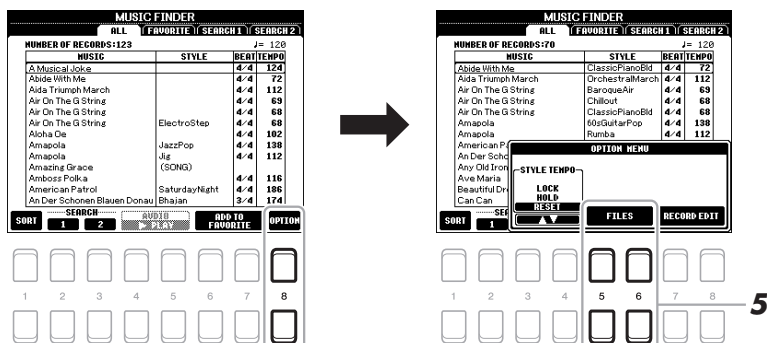 MUSIC FINDER
ALL FAVORITE SEARCH 1 SEARCH 2
NUMBER OF RECORDS:123 ♩= 120
MUSIC STYLE BEAT TEMPO
A Musical Joke 4/4 124
Abide With Me 4/4 72
Aida Triumph March 4/4 112
Air On The G String 4/4 69
Air On The G String 4/4 68
Air On The G String ElectroStep 4/4 68
Aloha Oe 4/4 102
Amapola JazzPop 4/4 138
Amapola Jig 4/4 112
Amazing Grace (SONG)
Amboss Polka 4/4 116
American Patrol SaturdayNight 4/4 186
An Der Schonen Blauen Donau Bhajan 3/4 174
SORT SEARCH 1 2 AUDIO ▶ PLAY ADD TO FAVORITE OPTION
1 2 3 4 5 6 7 8
MUSIC FINDER
ALL FAVORITE SEARCH 1 SEARCH 2
NUMBER OF RECORDS:70 ♩= 120
MUSIC STYLE BEAT TEMPO
Abide With Me ClassicPianoBld 4/4 72
Aida Triumph March OrchestralMarch 4/4 112
Air On The G String BaroqueAir 4/4 69
Air On The G String Chillout 4/4 68
Air On The G String ClassicPianoBld 4/4 68
Amapola 60sGuitarPop 4/4 138
Amapola Rumba 4/4 112
American P
An Der Scho
Any Old Iron
Ave Maria
Beautiful Dr
Can Can
OPTION MENU
STYLE TEMPO
LOCK
HOLD
RESET
▲▼
FILES
RECORD EDIT
SORT SEA 1
1 2 3 4 5 6 7 8
5